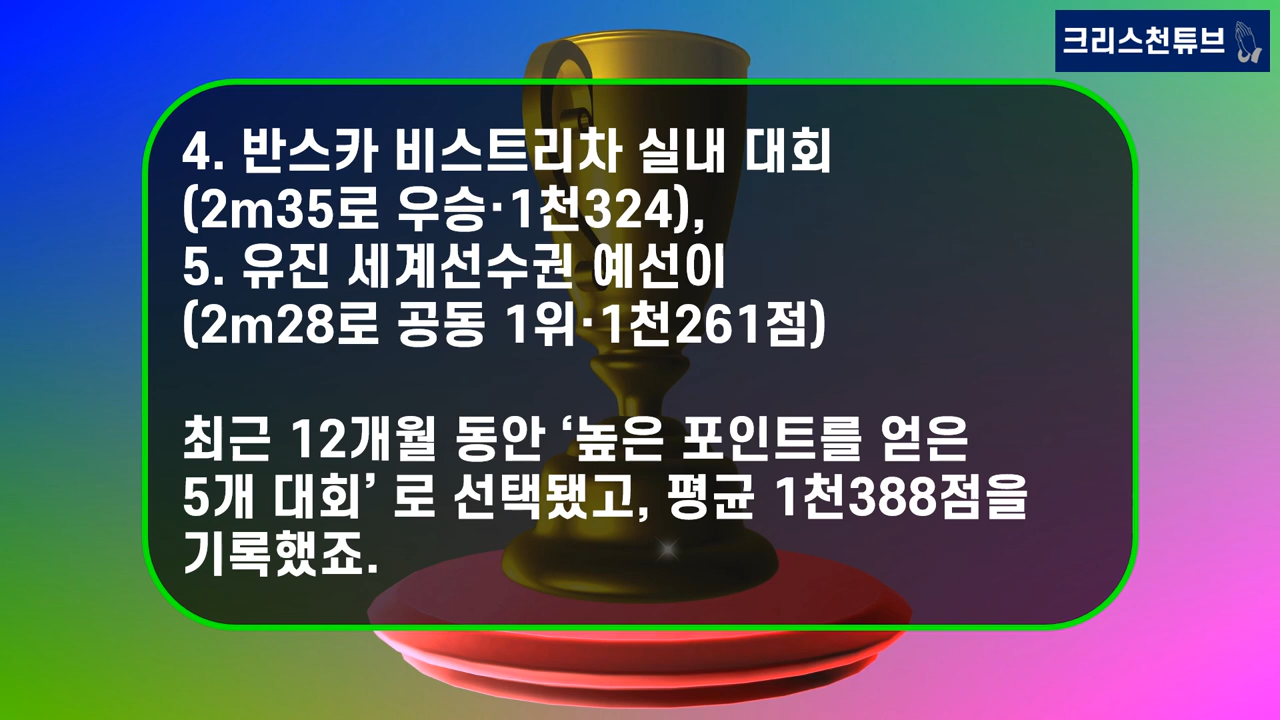 크리스천튜브
4. 반스카 비스트리차 실내 대회
(2m35로 우승·1천324),
5. 유진 세계선수권 예선이
(2m28로 공동 1위·1천261점)
최근 12개월 동안 ‘높은 포인트를 얻은
5개 대회’ 로 선택됐고, 평균 1천388점을
기록했죠.